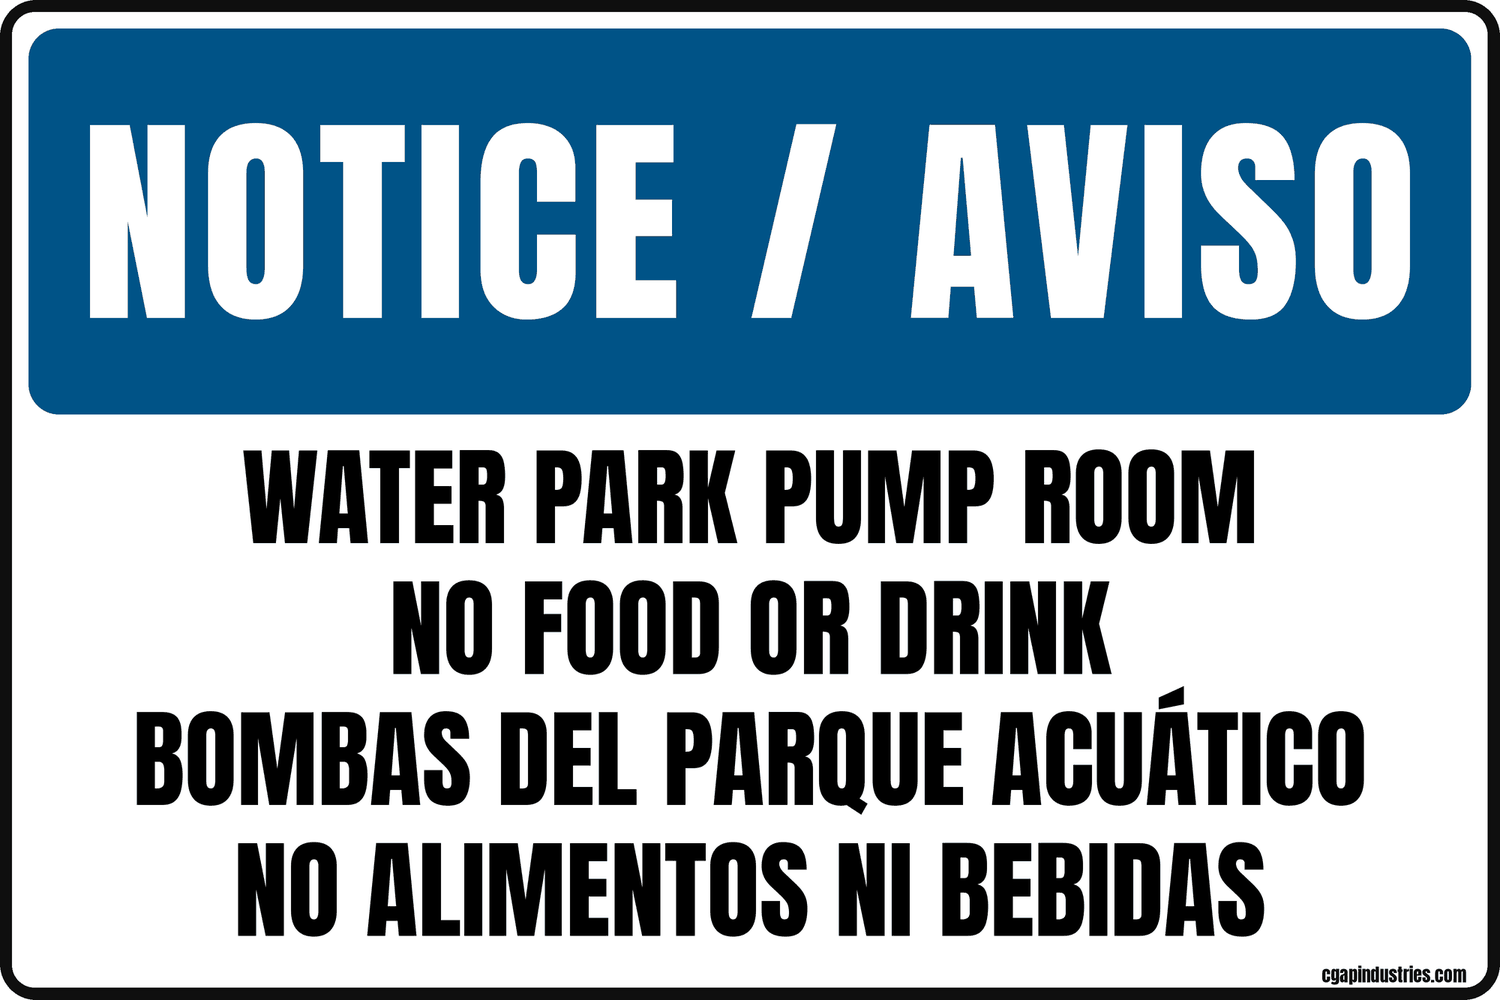 NOTICE / AVISO
WATER PARK PUMP ROOM
NO FOOD OR DRINK
BOMBAS DEL PARQUE ACUÁTICO
NO ALIMENTOS NI BEBIDAS
cgapindustries.com